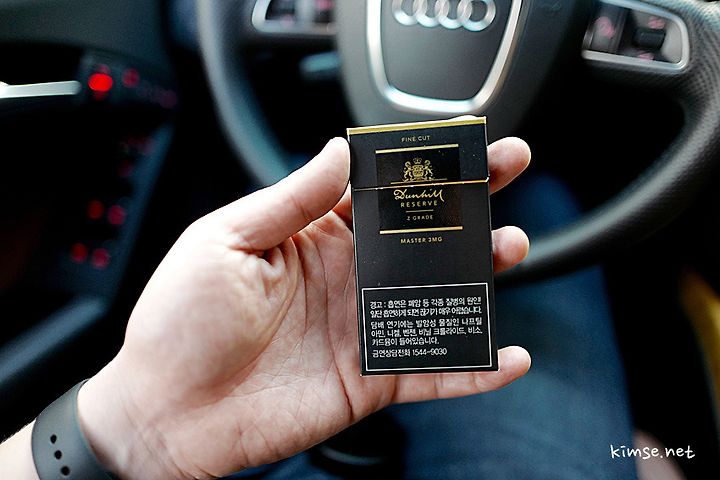 FINE CUT
Dunhill
RESERVE
Z GRADE
MASTER 3MG
경고 : 흡연은 폐암 등 각종 질병의 원인!
일단 흡연하게 되면 끊기가 매우 어렵습니다.
담배 연기에는 발암성 물질인 나프틸
아민, 니켈, 벤젠, 비닐 크롤라이드, 비소,
카드뮴이 들어있습니다.
금연상담전화 1544-9030
kimse.net